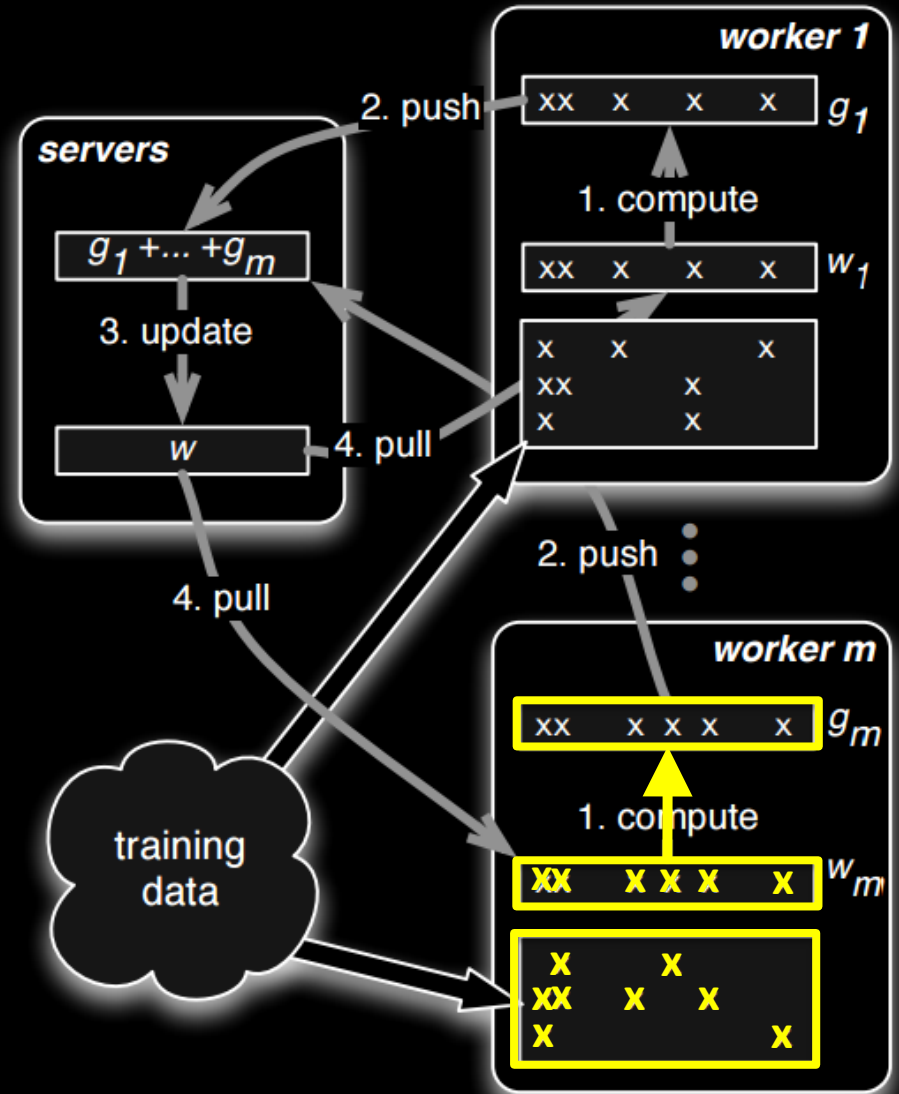 worker 1
xx x x x
g1
2. push
servers
1. compute
g1 +... +gm
xx x x x
w1
3. update
x x x
xx x
x x
w
4. pull
2. push
4. pull
worker m
xx x x x x
gm
1. compute
training
data
xx x x x x
wm
x x
xx x x
x x